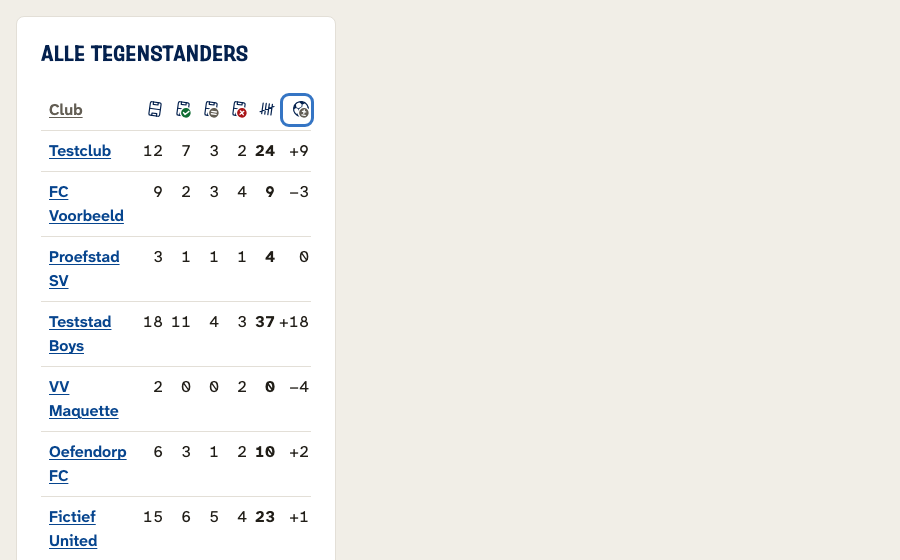 ALLE TEGENSTANDERS
Club
Testclub 12 7 3 2 24 +9
FC 9 2 3 4 9 −3
Voorbeeld
Proefstad 3 1 1 1 4 0
SV
Teststad 18 11 4 3 37 +18
Boys
VV 2 0 0 2 0 −4
Maquette
Oefendorp 6 3 1 2 10 +2
FC
Fictief 15 6 5 4 23 +1
United